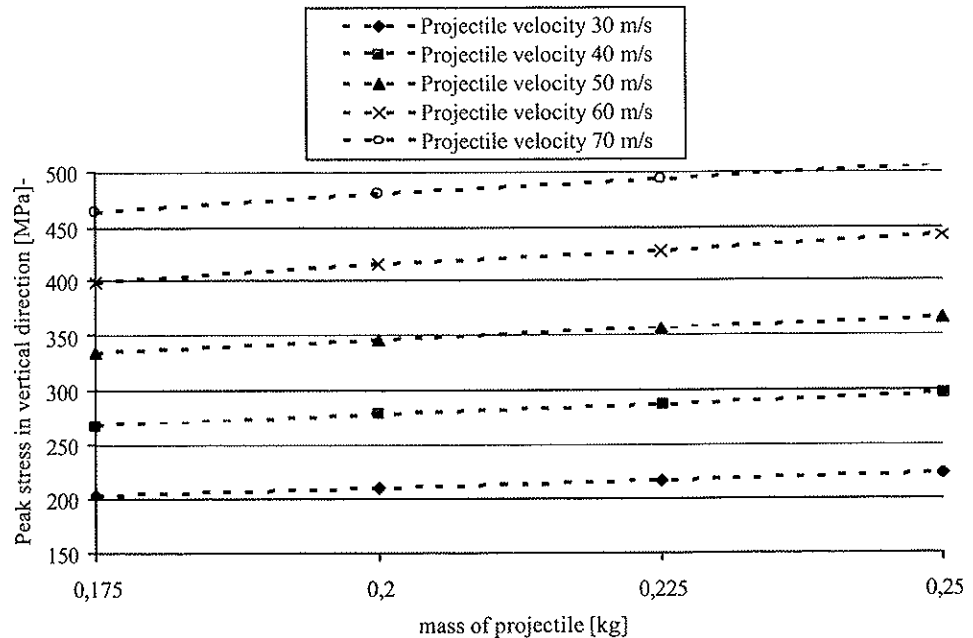 Projectile velocity 30 m/s
Projectile velocity 40 m/s
Projectile velocity 50 m/s
Projectile velocity 60 m/s
Projectile velocity 70 m/s
Peak stress in vertical direction [MPa]-
500
450
400
350
300
250
200
150
0,175
0,2
0,225
0,25
mass of projectile [kg]